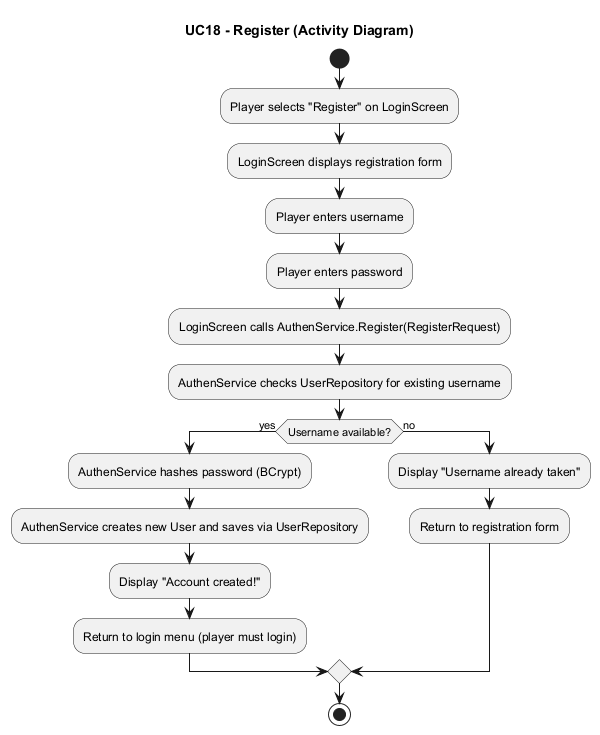 UC18 - Register (Activity Diagram)
Player selects "Register" on LoginScreen
LoginScreen displays registration form
Player enters username
Player enters password
LoginScreen calls AuthenService.Register(RegisterRequest)
AuthenService checks UserRepository for existing username
yes
Username available?
no
AuthenService hashes password (BCrypt)
Display "Username already taken"
AuthenService creates new User and saves via UserRepository
Return to registration form
Display "Account created!"
Return to login menu (player must login)